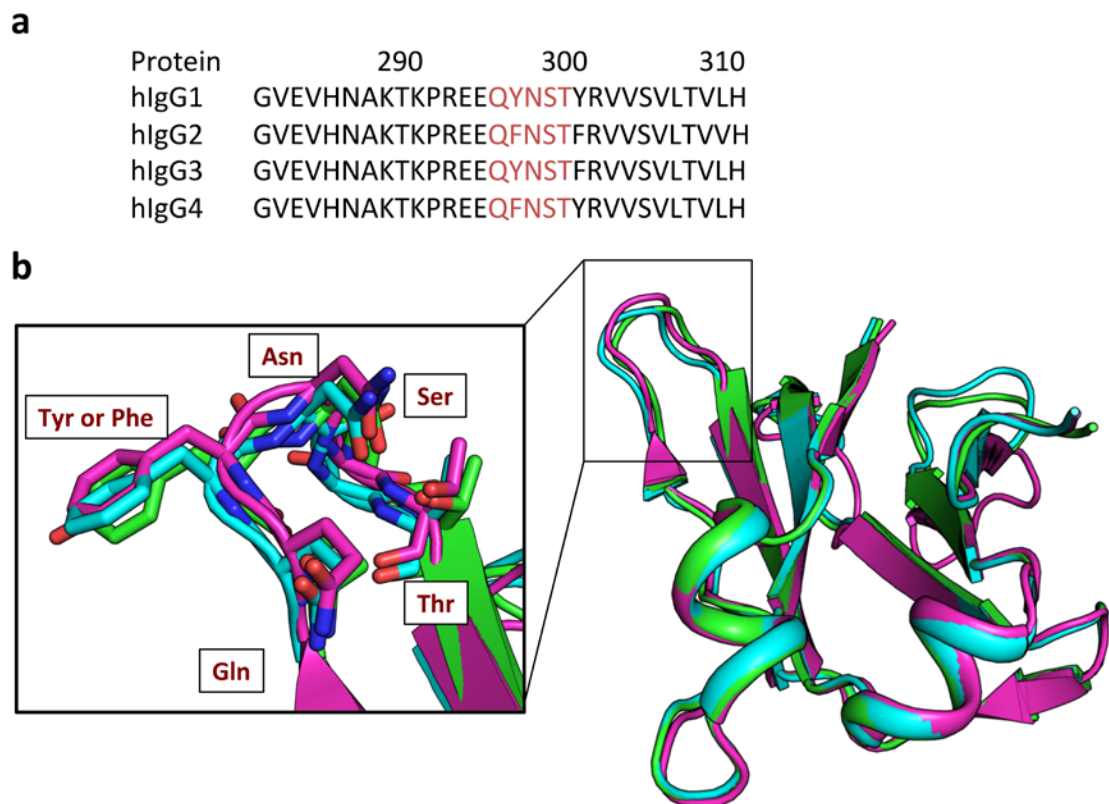 a
Protein 290 300 310
hIgG1 GVEVHNAKTKPREEQYNSTYRVVSVLTVLH
hIgG2 GVEVHNAKTKPREEQFNSTFRVVSVLTVVH
hIgG3 GVEVHNAKTKPREEQYNSTFRVVSVLTVLH
hIgG4 GVEVHNAKTKPREEQFNSTYRVVSVLTVLH
b
Asn
Ser
Tyr or Phe
Thr
Gln